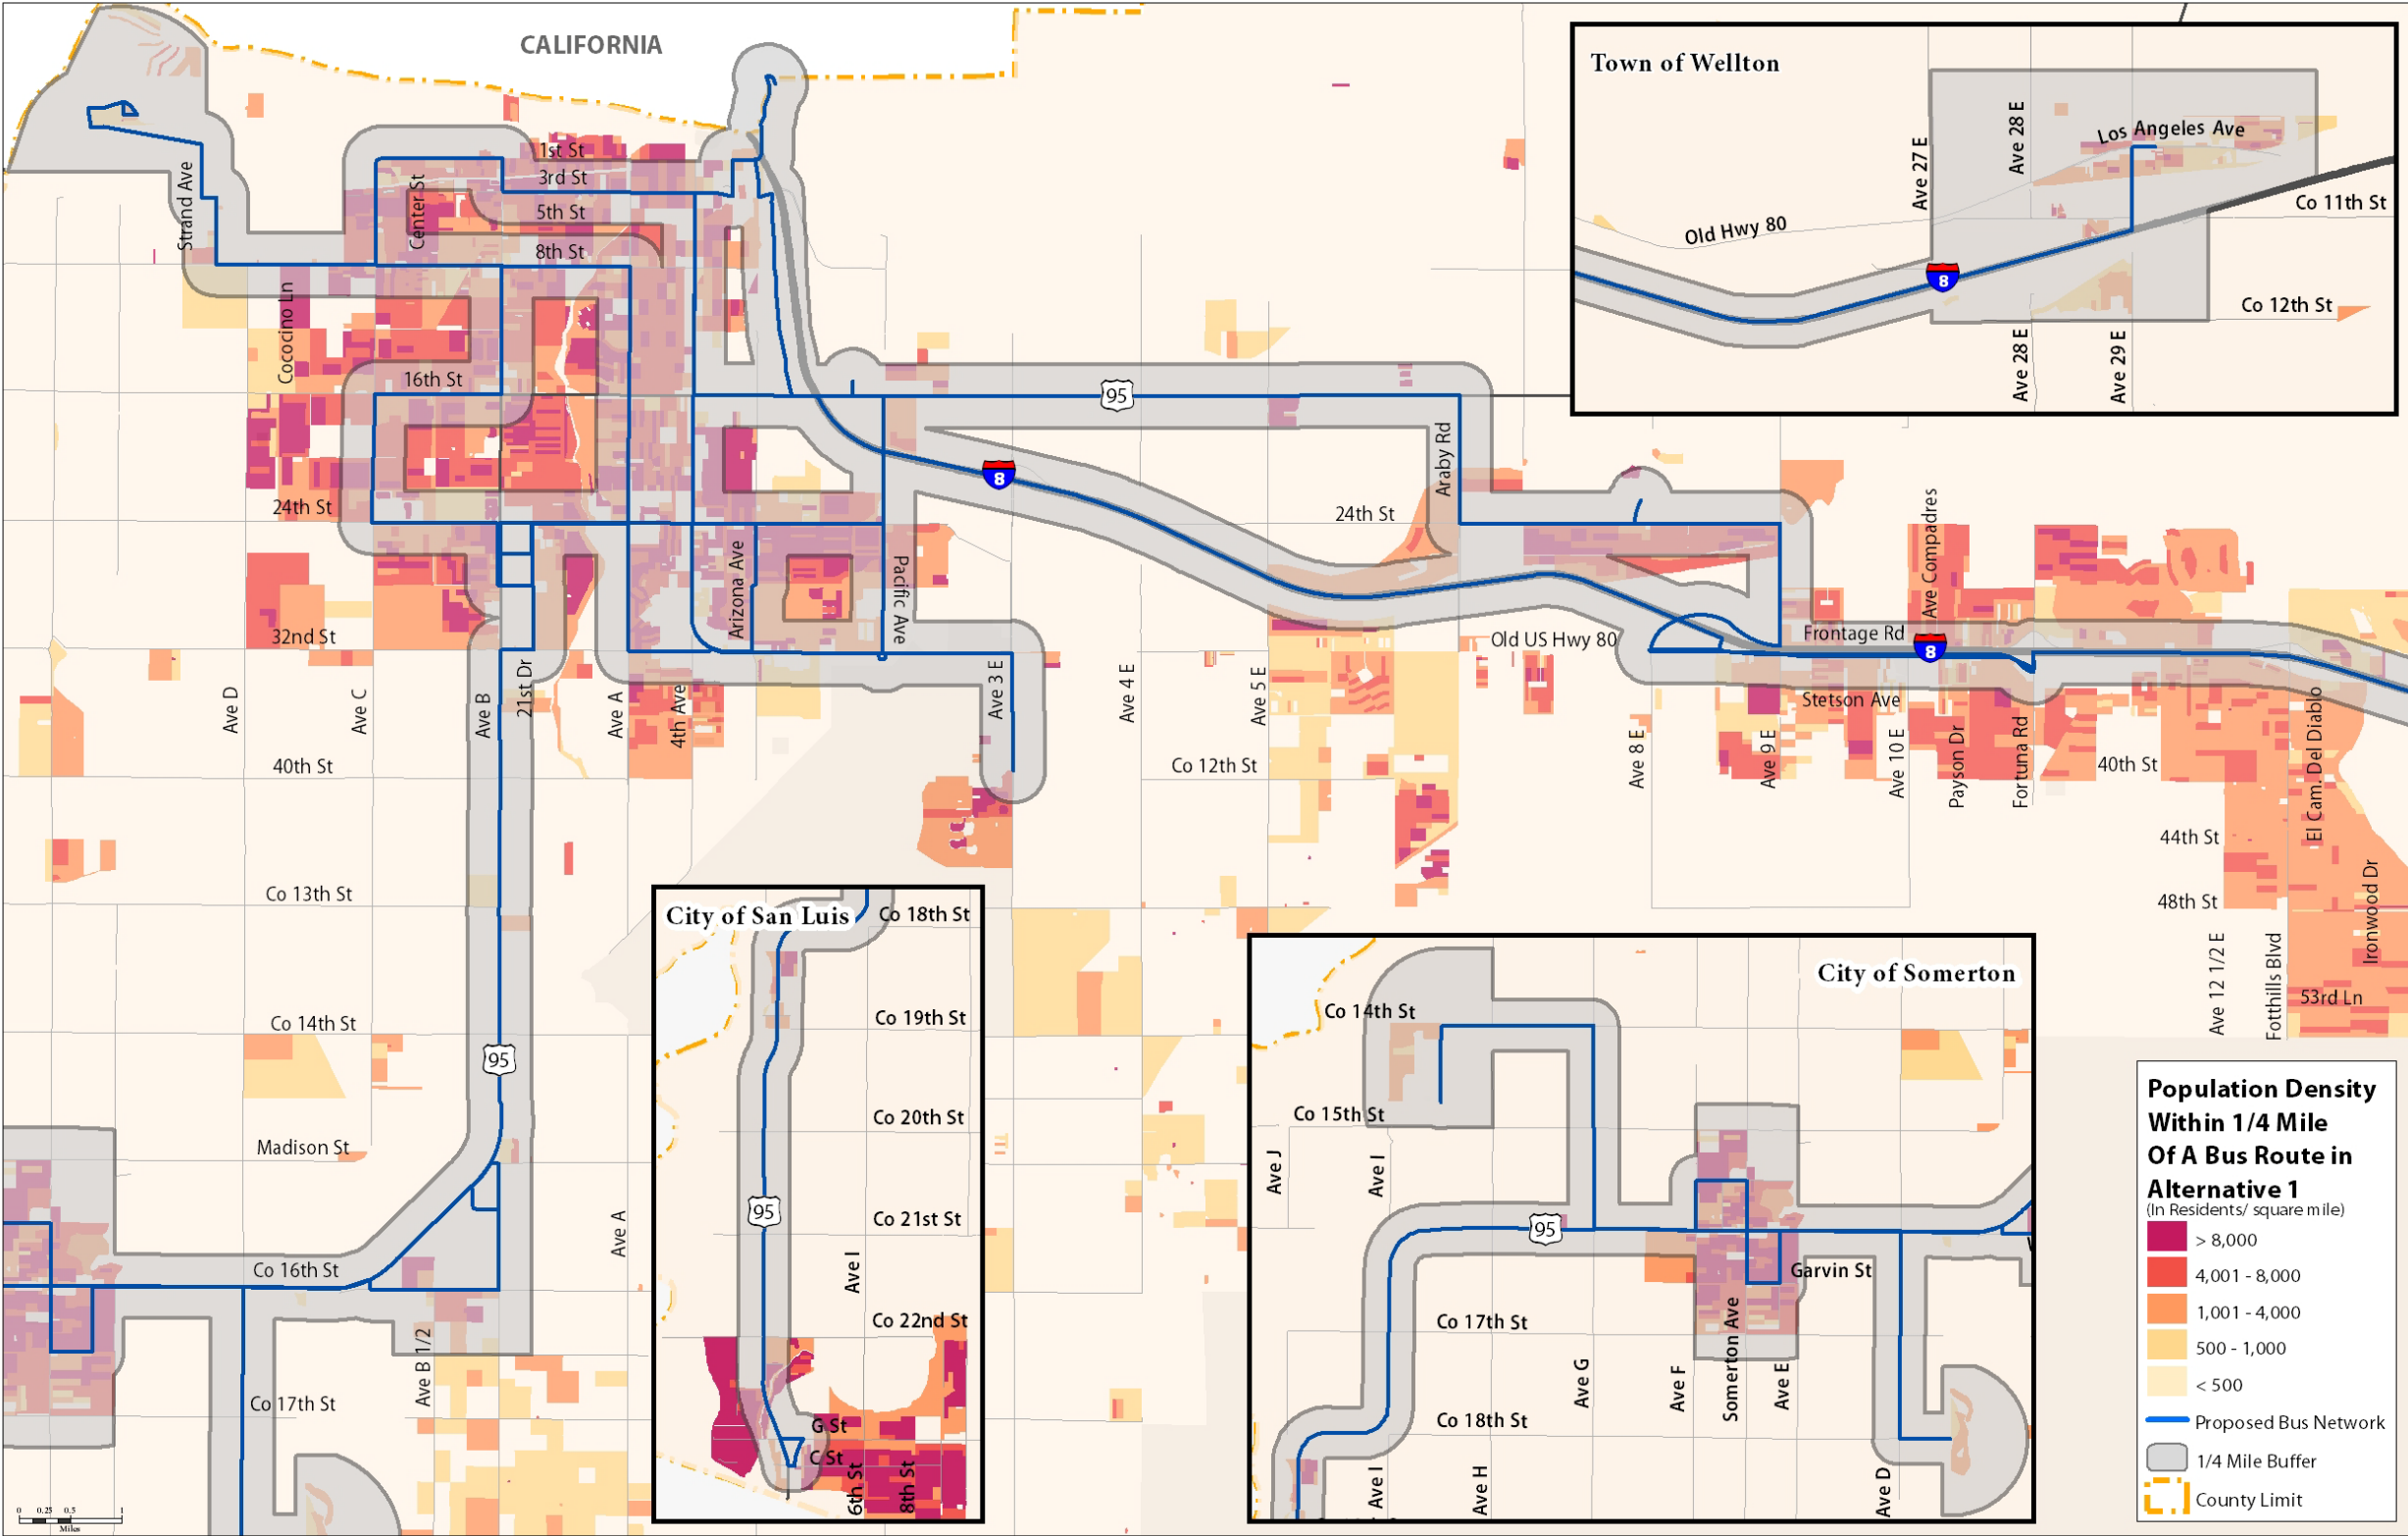 CALIFORNIA
Town of Wellton
Los Angeles Ave
Ave 28 E
Ave 27 E
Old Hwy 80
Co 11th St
8
Co 12th St
Ave 28 E
Ave 29 E
1st St
3rd St
5th St
8th St
Center St
Strand Ave
Cococino Ln
16th St
95
8
24th St
24th St
Araby Rd
Arizona Ave
Pacific Ave
Ave Compadres
32nd St
Old US Hwy 80
Frontage Rd
8
Stetson Ave
Ave D
Ave C
Ave B
21st Dr
Ave A
4th Ave
Ave 3 E
Ave 4 E
Ave 5 E
Ave 8 E
Ave 9 E
Ave 10 E
Payson Dr
Fortuna Rd
El Cam. Del Diablo
40th St
Co 12th St
40th St
44th St
48th St
Ironwood Dr
Ave 12 1/2 E
Fotthills Blvd
53rd Ln
Co 13th St
Co 14th St
95
Madison St
Ave A
Co 16th St
Ave B 1/2
Co 17th St
City of San Luis
Co 18th St
Co 19th St
Co 20th St
95
Co 21st St
Ave I
Co 22nd St
G St
C St
6th St
8th St
City of Somerton
Co 14th St
Co 15th St
Ave J
Ave I
95
Garvin St
Co 17th St
Ave G
Ave F
Somerton Ave
Ave E
Co 18th St
Ave I
Ave H
Ave D
Population Density
Within 1/4 Mile
Of A Bus Route in
Alternative 1
(In Residents/ square mile)
> 8,000
4,001 - 8,000
1,001 - 4,000
500 - 1,000
< 500
Proposed Bus Network
1/4 Mile Buffer
County Limit
0 0.25 0.5 1
Miles